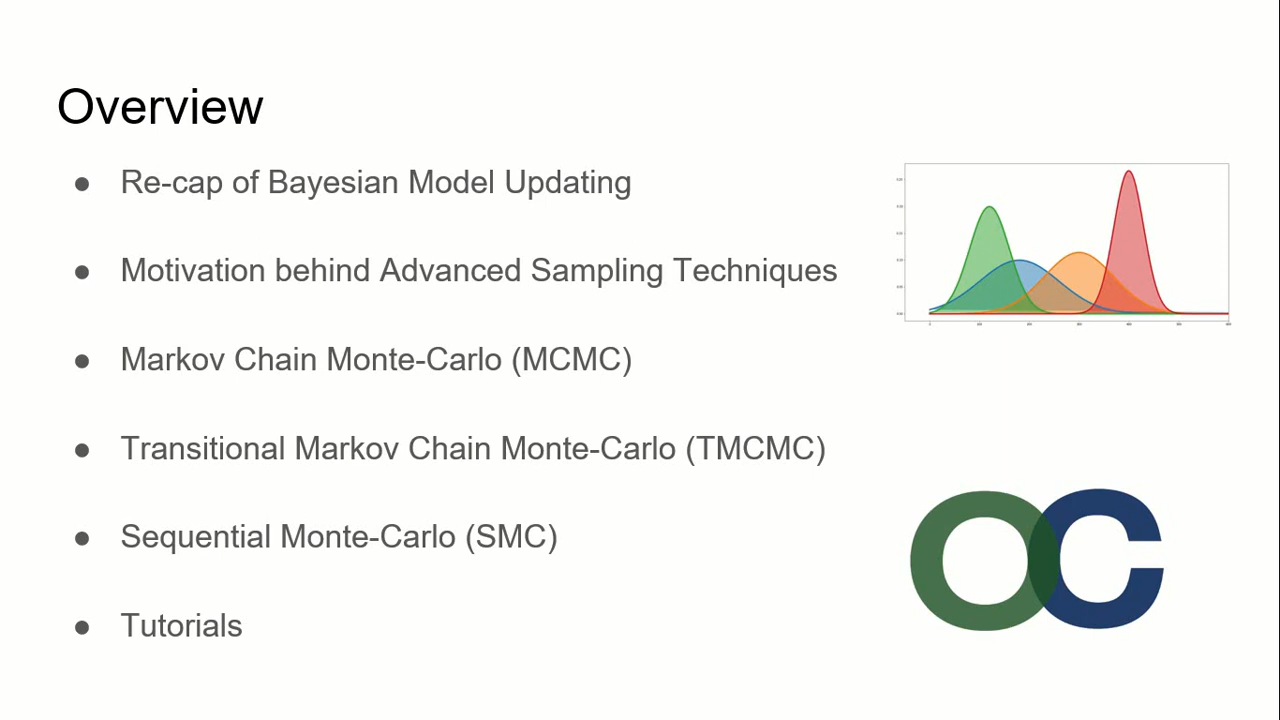 Overview
● Re-cap of Bayesian Model Updating
● Motivation behind Advanced Sampling Techniques
● Markov Chain Monte-Carlo (MCMC)
● Transitional Markov Chain Monte-Carlo (TMCMC)
● Sequential Monte-Carlo (SMC)
● Tutorials
OC